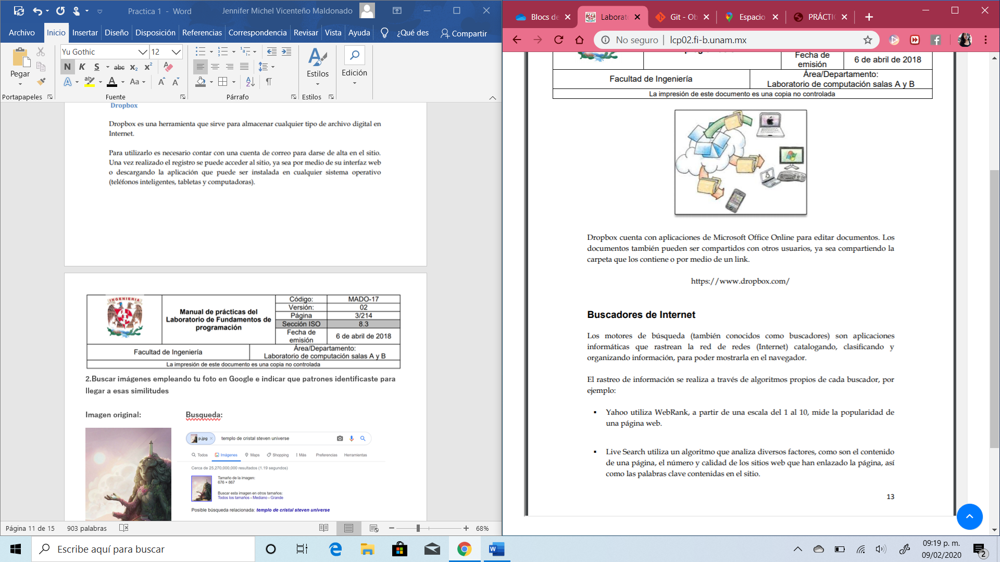 Practica 1 - Word
Jennifer Michel Vicenteño Maldonado
Archivo Inicio Insertar Diseño Disposición Referencias Correspondencia Revisar Vista Ayuda ¿Qué des Compartir
Pegar
Portapapeles
Yu Gothic 12
N K S abc x₂ x²
A ab A Aa A A
Fuente
Párrafo
Estilos
Estilos
Edición
Dropbox
Dropbox es una herramienta que sirve para almacenar cualquier tipo de archivo digital en
Internet.
Para utilizarlo es necesario contar con una cuenta de correo para darse de alta en el sitio.
Una vez realizado el registro se puede acceder al sitio, ya sea por medio de su interfaz web
o descargando la aplicación que puede ser instalada en cualquier sistema operativo
(teléfonos inteligentes, tabletas y computadoras).
INGENIERIA
Manual de prácticas del
Laboratorio de Fundamentos de
programación
Código: MADO-17
Versión: 02
Página 3/214
Sección ISO 8.3
Fecha de
emisión 6 de abril de 2018
Facultad de Ingeniería
Área/Departamento:
Laboratorio de computación salas A y B
La impresión de este documento es una copia no controlada
2.Buscar imágenes empleando tu foto en Google e indicar que patrones identificaste para
llegar a esas similitudes
Imagen original: Busqueda:
p.jpg templo de cristal steven universe
Todos Imágenes Maps Shopping Más Preferencias Herramientas
Cerca de 25,270,000,000 resultados (1.19 segundos)
Tamaño de la imagen:
676 × 867
Buscar esta imagen en otros tamaños:
Todos los tamaños - Mediano - Grande
Posible búsqueda relacionada: templo de cristal steven universe
Página 11 de 15 903 palabras 68%
Blocs de Laborato Git - Ob Espacio PRÁCTIC
No seguro lcp02.fi-b.unam.mx
Fecha de
emisión 6 de abril de 2018
Facultad de Ingeniería
Área/Departamento:
Laboratorio de computación salas A y B
La impresión de este documento es una copia no controlada
Dropbox cuenta con aplicaciones de Microsoft Office Online para editar documentos. Los
documentos también pueden ser compartidos con otros usuarios, ya sea compartiendo la
carpeta que los contiene o por medio de un link.
https://www.dropbox.com/
Buscadores de Internet
Los motores de búsqueda (también conocidos como buscadores) son aplicaciones
informáticas que rastrean la red de redes (Internet) catalogando, clasificando y
organizando información, para poder mostrarla en el navegador.
El rastreo de información se realiza a través de algoritmos propios de cada buscador, por
ejemplo:
▪ Yahoo utiliza WebRank, a partir de una escala del 1 al 10, mide la popularidad de
una página web.
▪ Live Search utiliza un algoritmo que analiza diversos factores, como son el contenido
de una página, el número y calidad de los sitios web que han enlazado la página, así
como las palabras clave contenidas en el sitio.
13
Escribe aquí para buscar
09:19 p. m.
09/02/2020
2